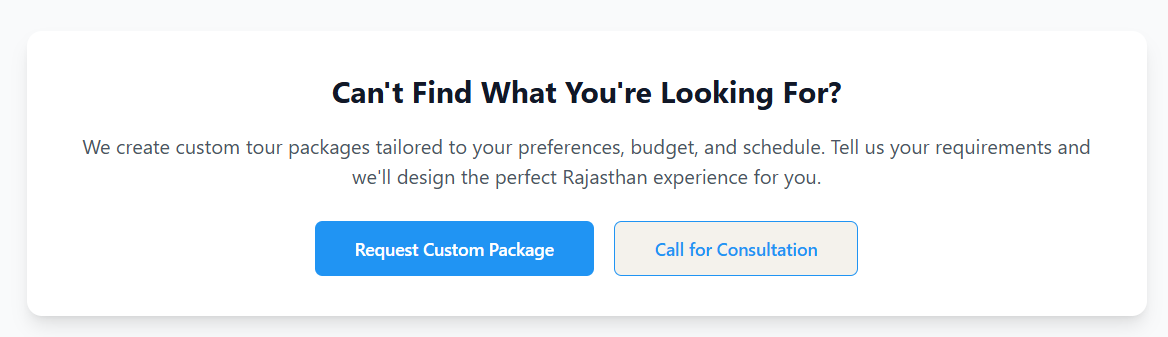 Can't Find What You're Looking For?
We create custom tour packages tailored to your preferences, budget, and schedule. Tell us your requirements and
we'll design the perfect Rajasthan experience for you.
Request Custom Package
Call for Consultation